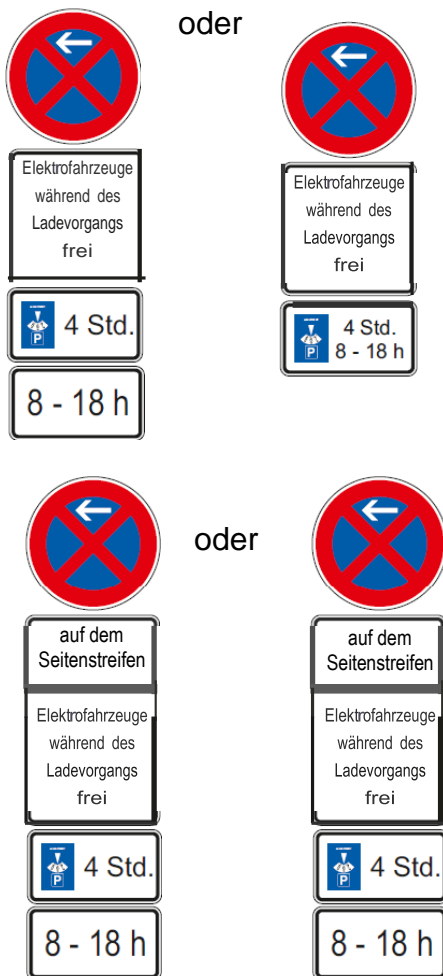 oder
Elektrofahrzeuge
während des
Ladevorgangs
frei
P
4 Std.
8 - 18 h
Elektrofahrzeuge
während des
Ladevorgangs
frei
P
4 Std.
8 - 18 h
oder
auf dem
Seitenstreifen
Elektrofahrzeuge
während des
Ladevorgangs
frei
P
4 Std.
8 - 18 h
auf dem
Seitenstreifen
Elektrofahrzeuge
während des
Ladevorgangs
frei
P
4 Std.
8 - 18 h